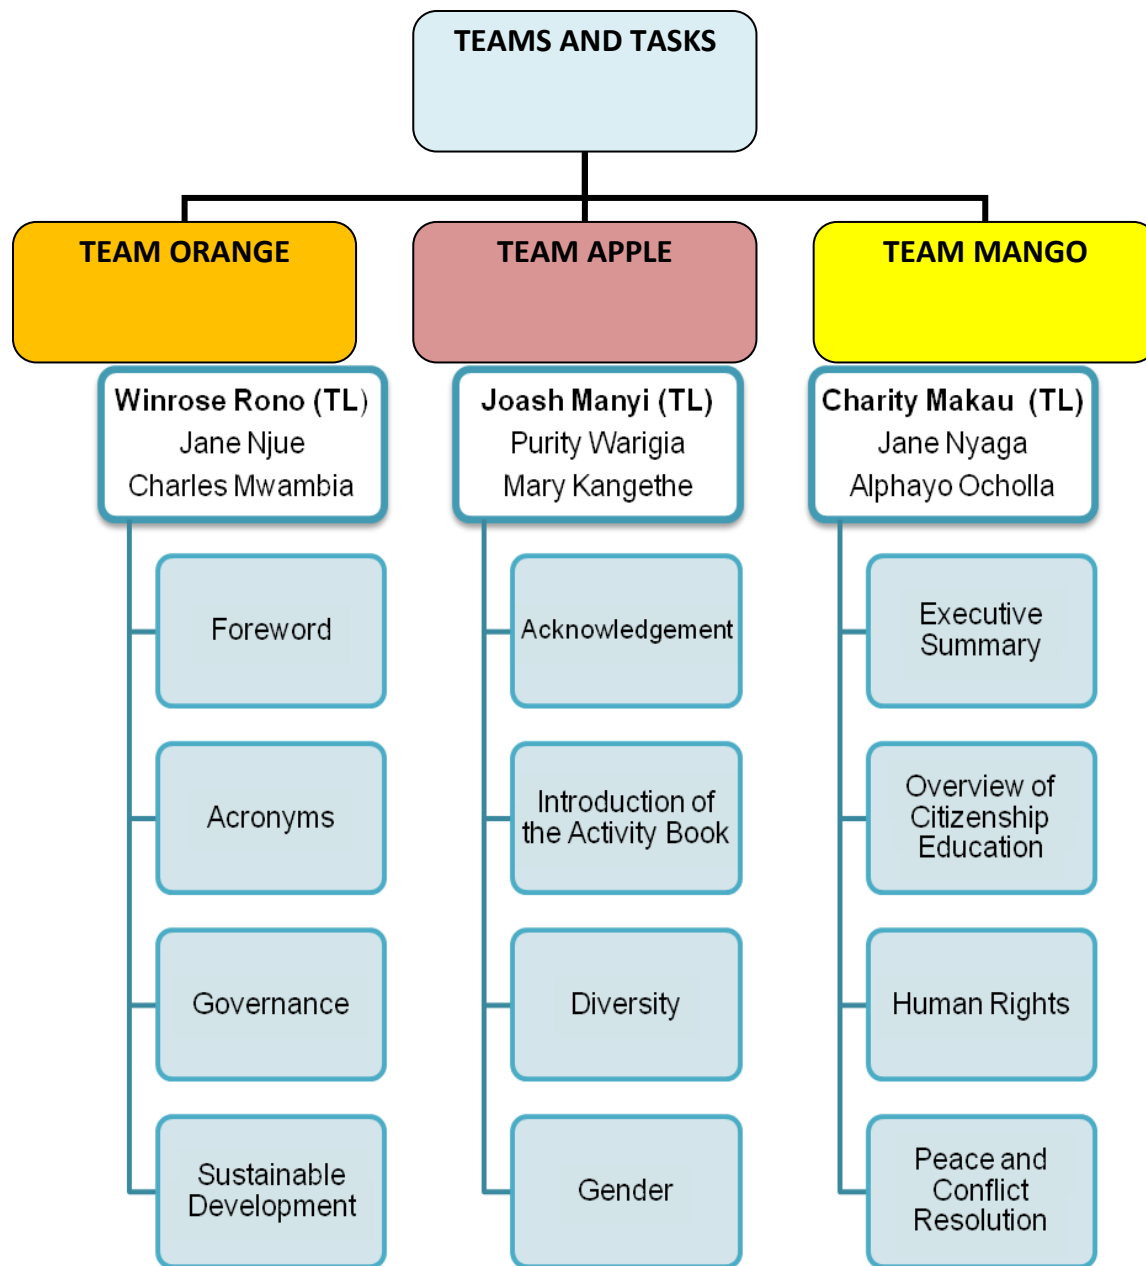 TEAMS AND TASKS
TEAM ORANGE
TEAM APPLE
TEAM MANGO
Winrose Rono (TL)
Jane Njue
Charles Mwambia
Joash Manyi (TL)
Purity Warigia
Mary Kangethe
Charity Makau (TL)
Jane Nyaga
Alphayo Ocholla
Foreword
Acronyms
Governance
Sustainable
Development
Acknowledgement
Introduction of
the Activity Book
Diversity
Gender
Executive
Summary
Overview of
Citizenship
Education
Human Rights
Peace and
Conflict
Resolution